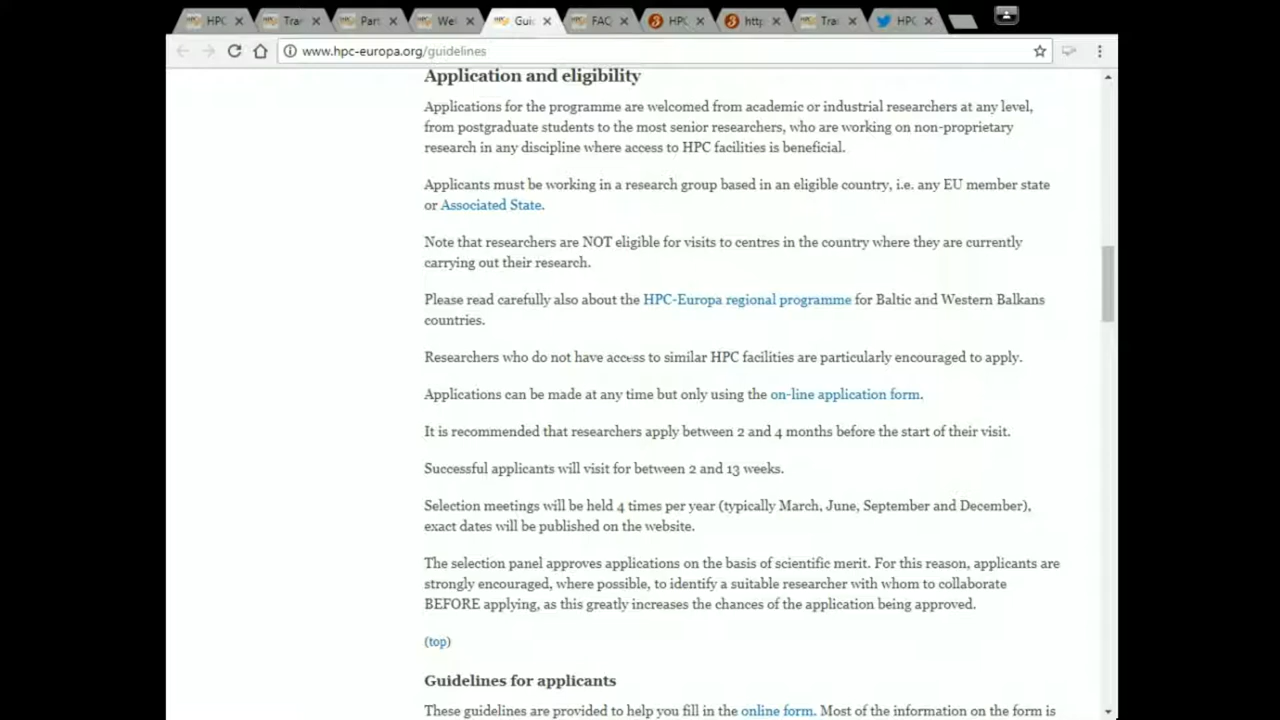 HPC
Tra
Part
Wel
Gui
FAC
HPC
http
Trai
HPC
www.hpc-europa.org/guidelines
Application and eligibility
Applications for the programme are welcomed from academic or industrial researchers at any level,
from postgraduate students to the most senior researchers, who are working on non-proprietary
research in any discipline where access to HPC facilities is beneficial.
Applicants must be working in a research group based in an eligible country, i.e. any EU member state
or Associated State.
Note that researchers are NOT eligible for visits to centres in the country where they are currently
carrying out their research.
Please read carefully also about the HPC-Europa regional programme for Baltic and Western Balkans
countries.
Researchers who do not have access to similar HPC facilities are particularly encouraged to apply.
Applications can be made at any time but only using the on-line application form.
It is recommended that researchers apply between 2 and 4 months before the start of their visit.
Successful applicants will visit for between 2 and 13 weeks.
Selection meetings will be held 4 times per year (typically March, June, September and December),
exact dates will be published on the website.
The selection panel approves applications on the basis of scientific merit. For this reason, applicants are
strongly encouraged, where possible, to identify a suitable researcher with whom to collaborate
BEFORE applying, as this greatly increases the chances of the application being approved.
(top)
Guidelines for applicants
These guidelines are provided to help you fill in the online form. Most of the information on the form is